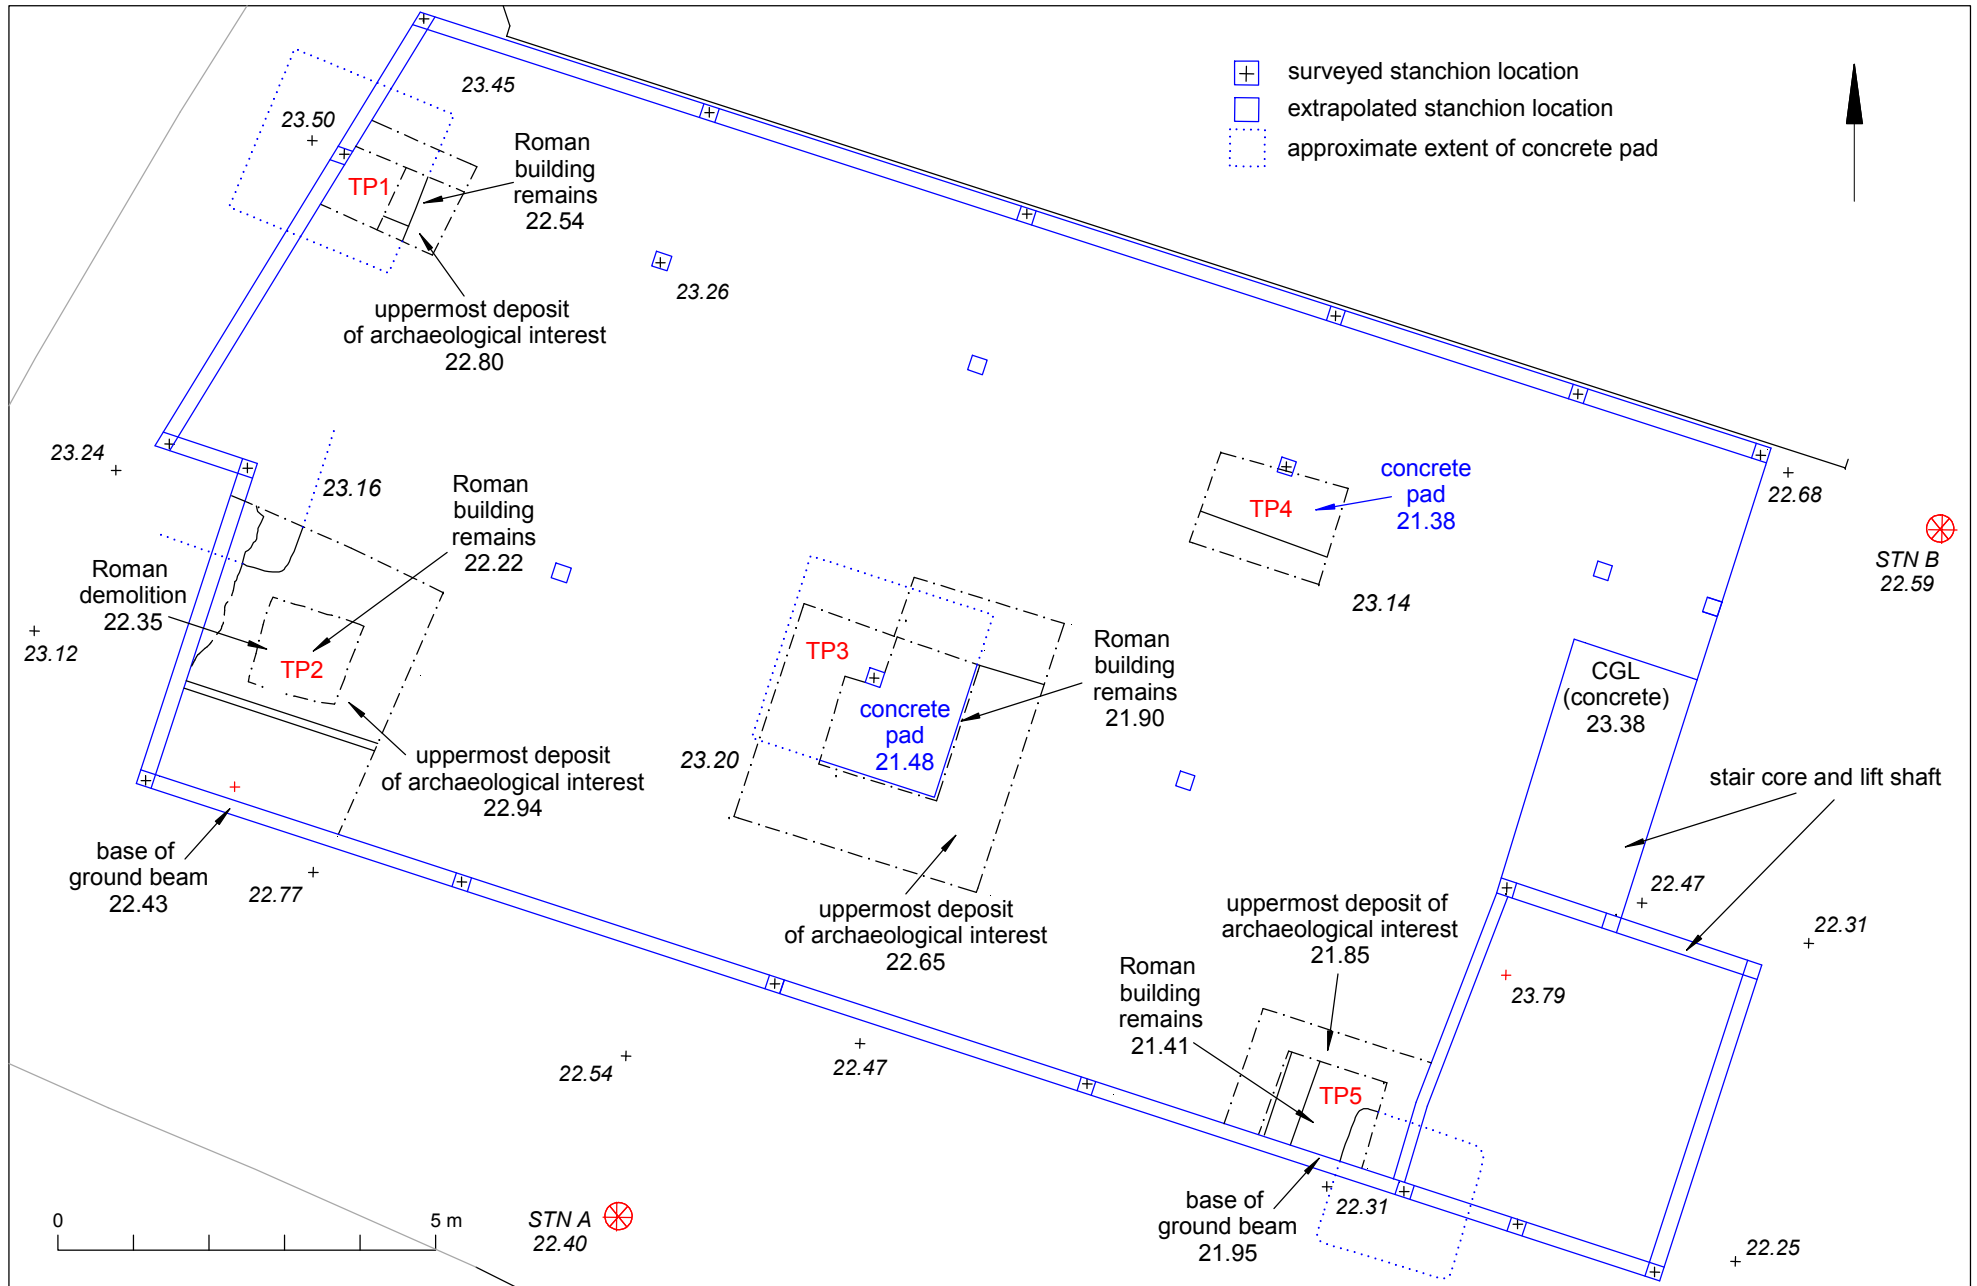 surveyed stanchion location
extrapolated stanchion location
approximate extent of concrete pad
23.45
23.50
TP1
Roman
building
remains
22.54
uppermost deposit
of archaeological interest
22.80
23.26
23.24
23.16
Roman
building
remains
22.22
Roman
demolition
22.35
23.12
TP2
uppermost deposit
of archaeological interest
22.94
base of
ground beam
22.43
22.77
TP3
concrete
pad
21.48
23.20
Roman
building
remains
21.90
uppermost deposit
of archaeological interest
22.65
TP4
concrete
pad
21.38
23.14
22.68
STN B
22.59
CGL
(concrete)
23.38
stair core and lift shaft
22.47
22.31
uppermost deposit of
archaeological interest
21.85
Roman
building
remains
21.41
23.79
TP5
22.54
22.47
base of
ground beam
21.95
22.31
22.25
0
5 m
STN A
22.40